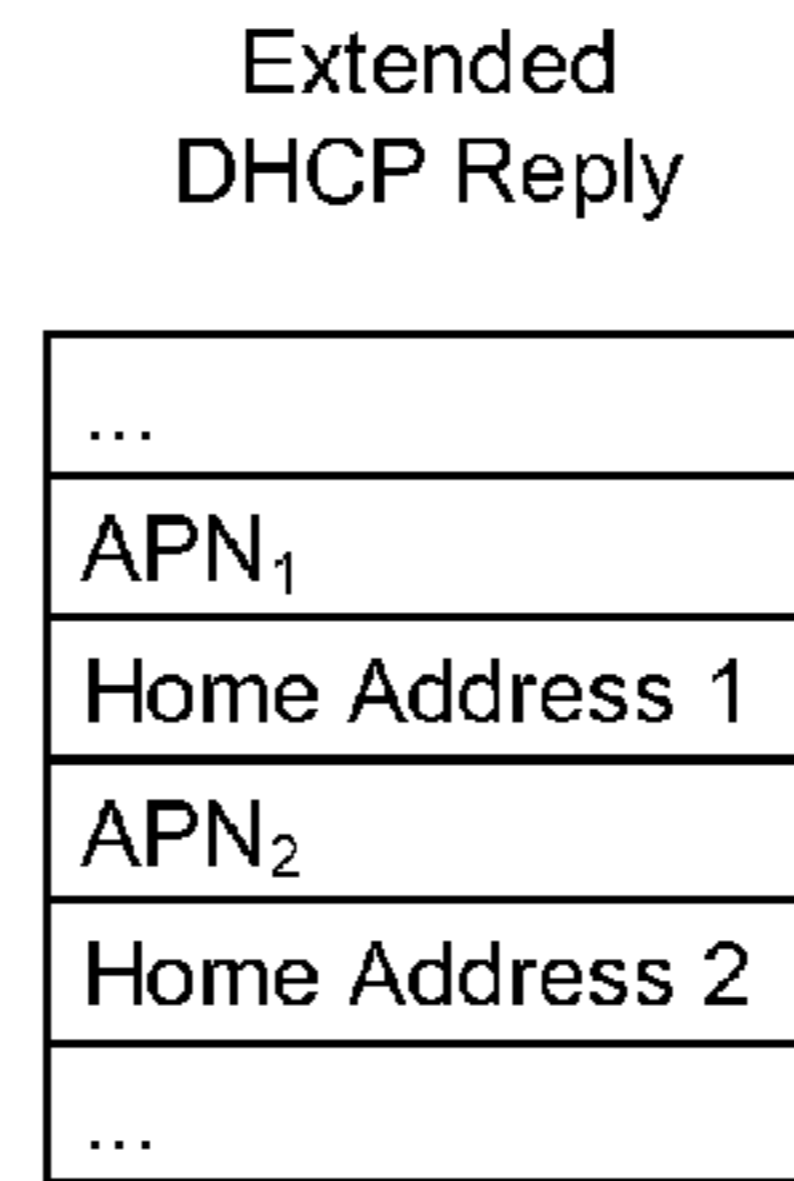 Extended
DHCP Reply
...
APN₁
Home Address 1
APN₂
Home Address 2
...